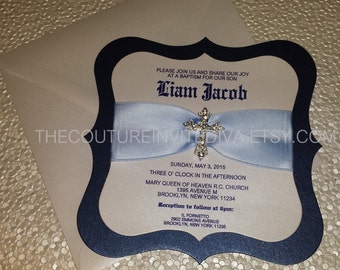 PLEASE JOIN US AND SHARE OUR JOY
AT A BAPTISM FOR OUR SON
Liam Jacob
THECOUTUREINVITEDIVA.ETSY.COM
SUNDAY, MAY 3, 2015
THREE O' CLOCK IN THE AFTERNOON
MARY QUEEN OF HEAVEN R.C. CHURCH
1395 AVENUE M
BROOKLYN, NEW YORK 11234
Reception to follow at 6pm:
IL FORNETTO
2902 EMMONS AVENUE
BROOKLYN, NEW YORK 11235